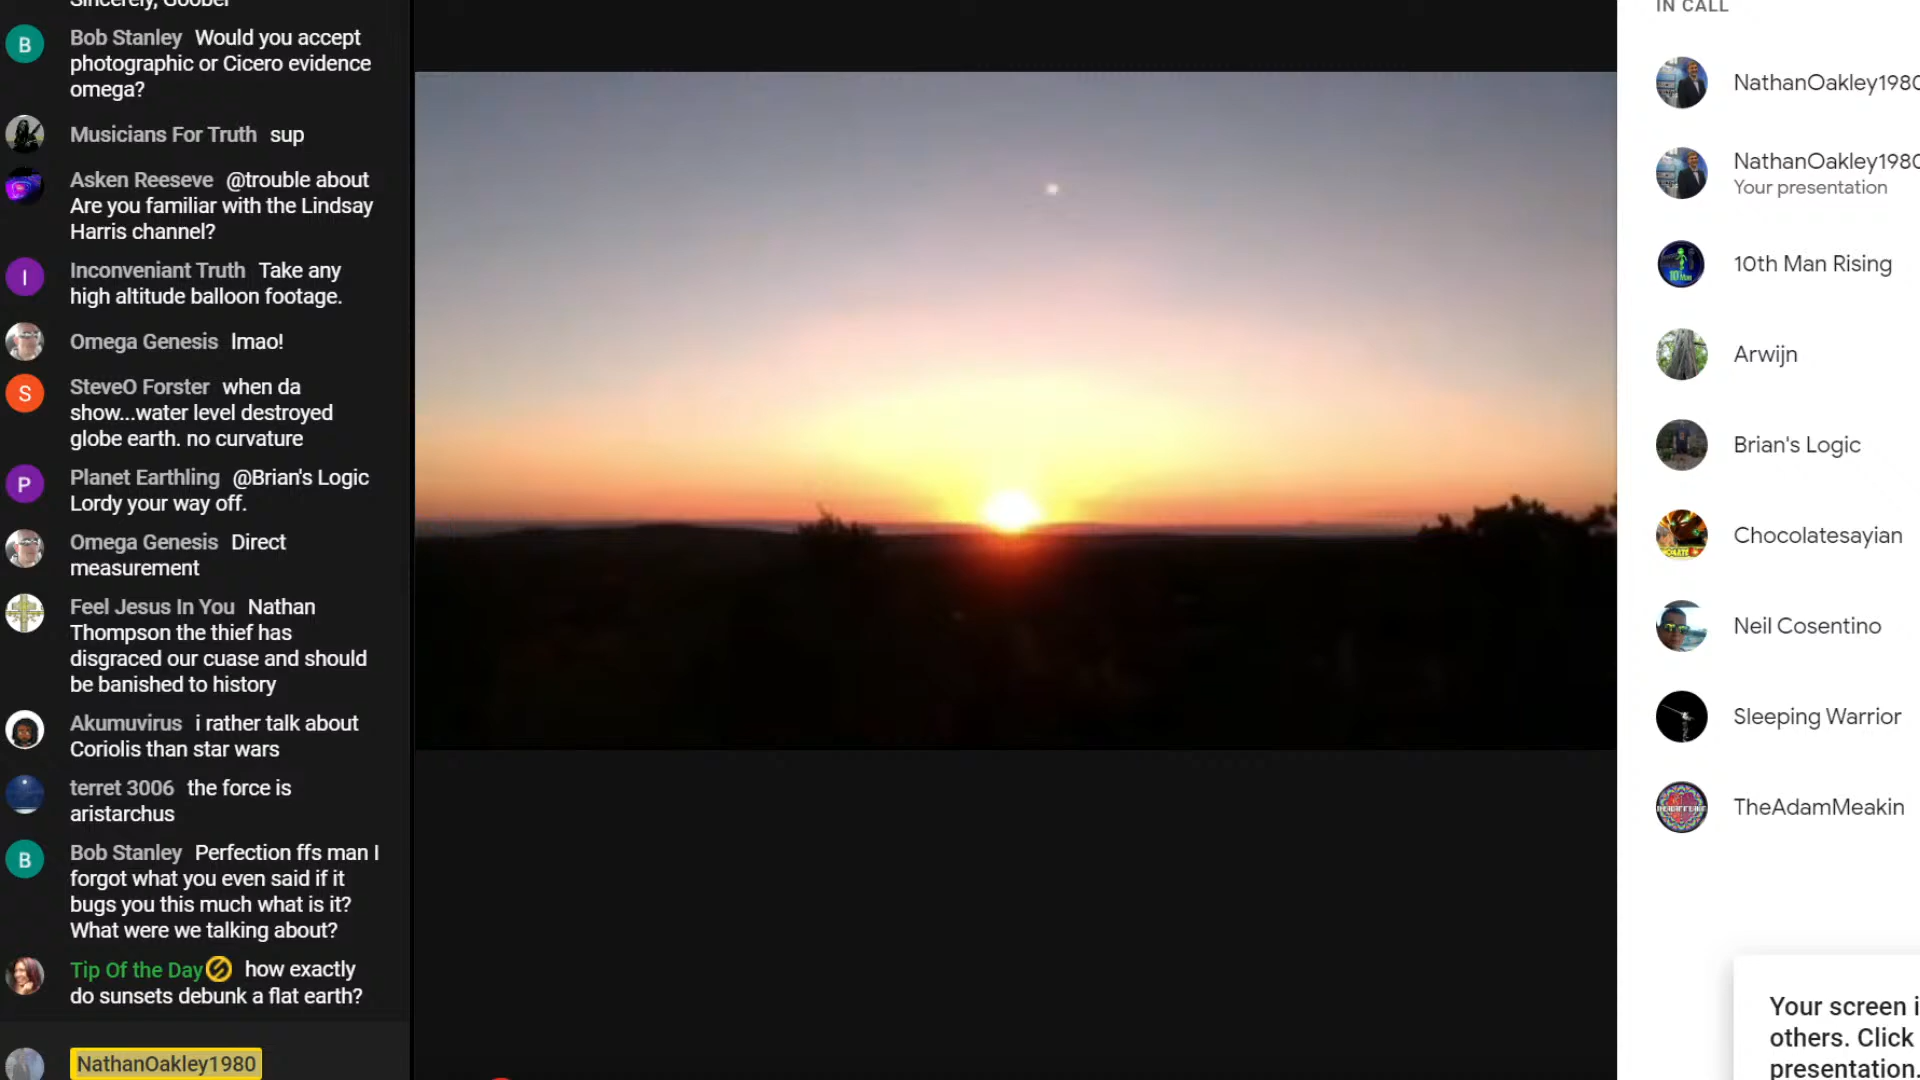 Sincerely, Goober
Bob Stanley Would you accept
photographic or Cicero evidence
omega?
Musicians For Truth sup
Asken Reeseve @trouble about
Are you familiar with the Lindsay
Harris channel?
Inconveniant Truth Take any
high altitude balloon footage.
Omega Genesis lmao!
SteveO Forster when da
show...water level destroyed
globe earth. no curvature
Planet Earthling @Brian's Logic
Lordy your way off.
Omega Genesis Direct
measurement
Feel Jesus In You Nathan
Thompson the thief has
disgraced our cuase and should
be banished to history
Akumuvirus i rather talk about
Coriolis than star wars
terret 3006 the force is
aristarchus
Bob Stanley Perfection ffs man I
forgot what you even said if it
bugs you this much what is it?
What were we talking about?
Tip Of the Day how exactly
do sunsets debunk a flat earth?
NathanOakley1980
IN CALL
NathanOakley1980
NathanOakley1980
Your presentation
10th Man Rising
Arwijn
Brian's Logic
Chocolatesayian
Neil Cosentino
Sleeping Warrior
TheAdamMeakin
Your screen i
others. Click
presentation.